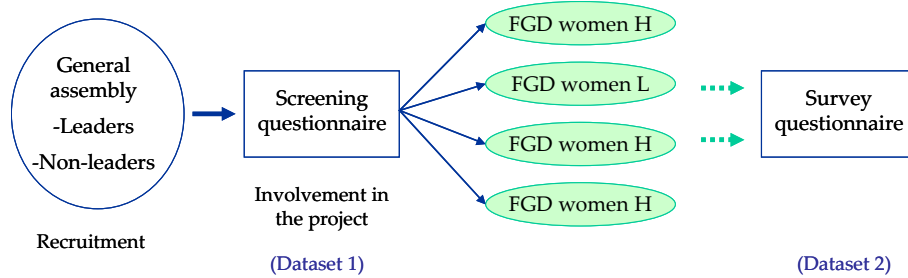 General
assembly
-Leaders
-Non-leaders
Recruitment
Screening
questionnaire
Involvement in
the project
(Dataset 1)
FGD women H
FGD women L
FGD women H
FGD women H
Survey
questionnaire
(Dataset 2)